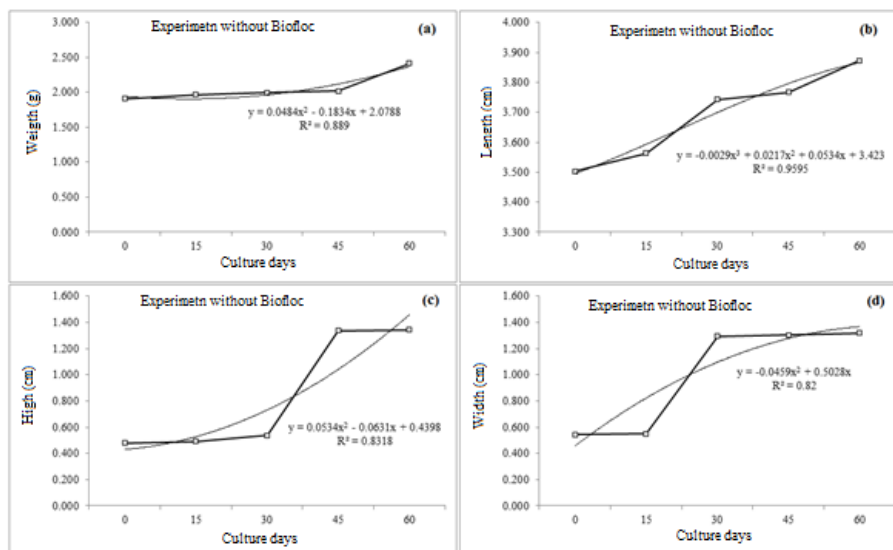 Experimetn without Biofloc
(a)
3.000
2.500
2.000
1.500
1.000
0.500
0.000
Weigth (g)
y = 0.0484x² - 0.1834x + 2.0788
R² = 0.889
0 15 30 45 60
Culture days
Experimetn without Biofloc
(b)
4.000
3.900
3.800
3.700
3.600
3.500
3.400
3.300
Length (cm)
y = -0.0029x³ + 0.0217x² + 0.0534x + 3.423
R² = 0.9595
0 15 30 45 60
Culture days
Experimetn without Biofloc
(c)
1.600
1.400
1.200
1.000
0.800
0.600
0.400
0.200
0.000
High (cm)
y = 0.0534x² - 0.0631x + 0.4398
R² = 0.8318
0 15 30 45 60
Culture days
Experimetn without Biofloc
(d)
1.600
1.400
1.200
1.000
0.800
0.600
0.400
0.200
0.000
Width (cm)
y = -0.0459x² + 0.5028x
R² = 0.82
0 15 30 45 60
Culture days